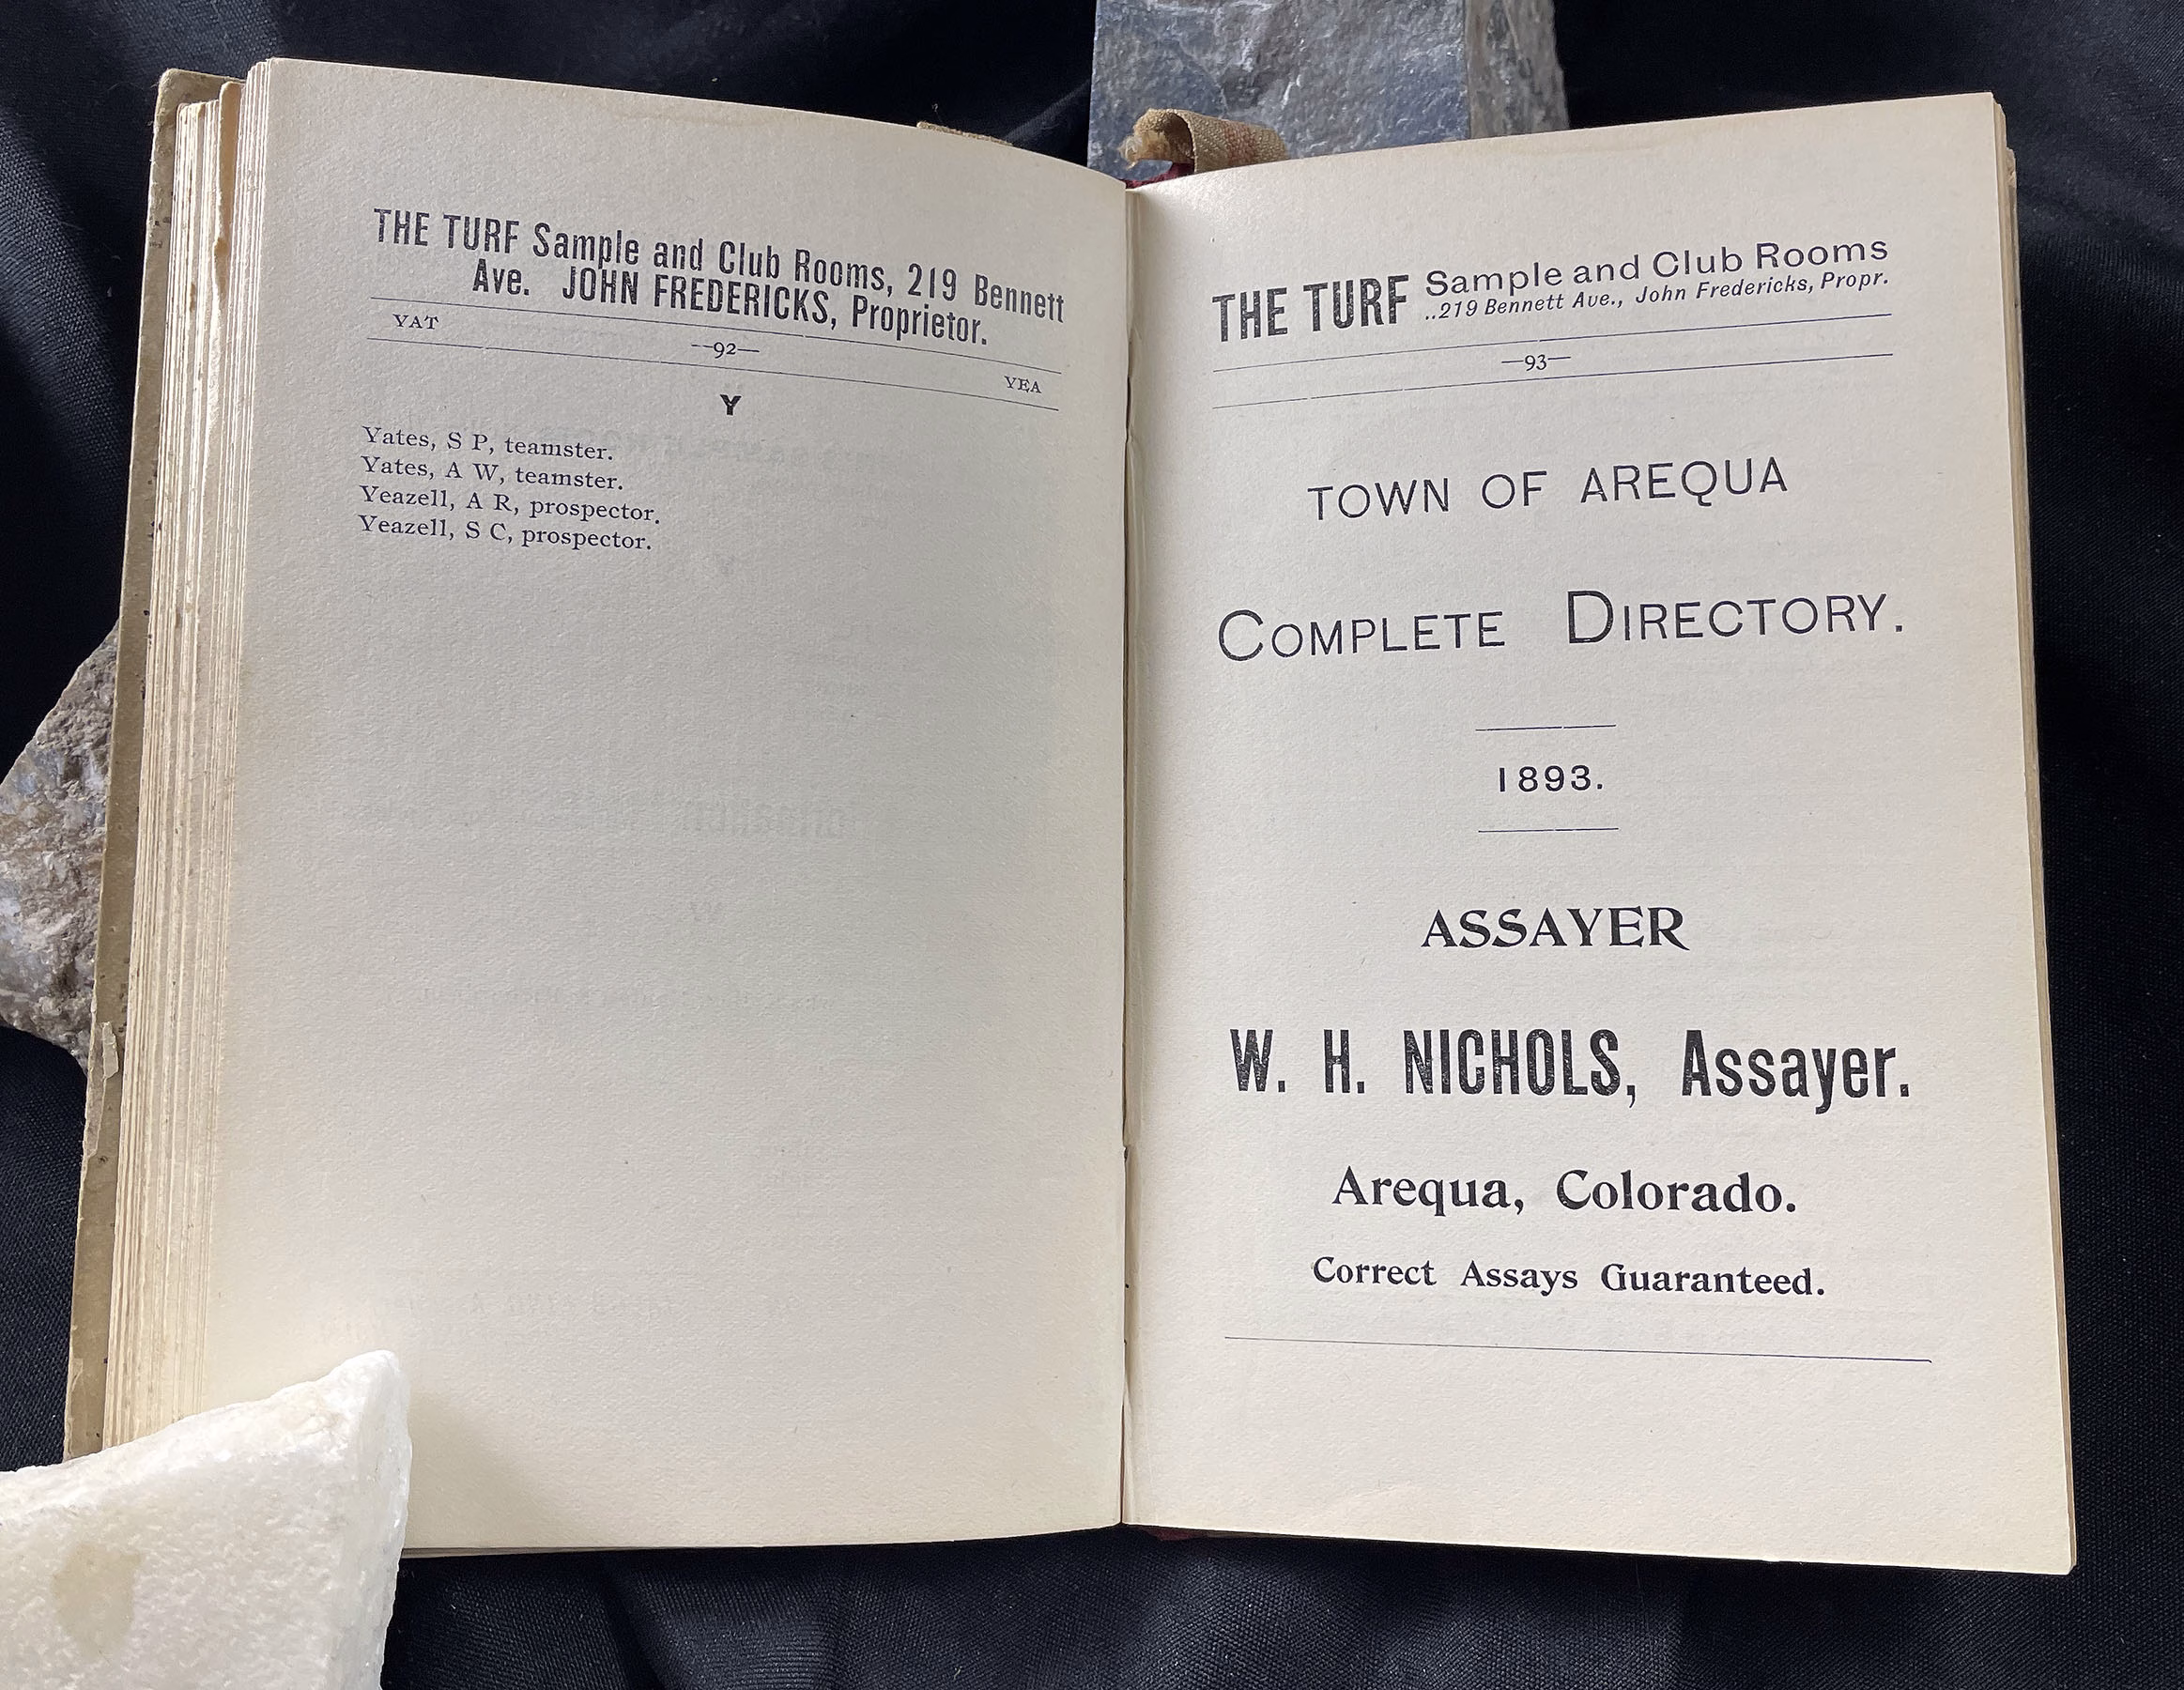 THE TURF Sample and Club Rooms, 219 Bennett
Ave. JOHN FREDERICKS, Proprietor.
YAT
--92—
YEA
Y
Yates, S P, teamster.
Yates, A W, teamster.
Yeazell, A R, prospector.
Yeazell, S C, prospector.
THE TURF Sample and Club Rooms
..219 Bennett Ave., John Fredericks, Propr.
—93—
TOWN OF AREQUA
COMPLETE DIRECTORY.
1893.
ASSAYER
W. H. NICHOLS, Assayer.
Arequa, Colorado.
Correct Assays Guaranteed.